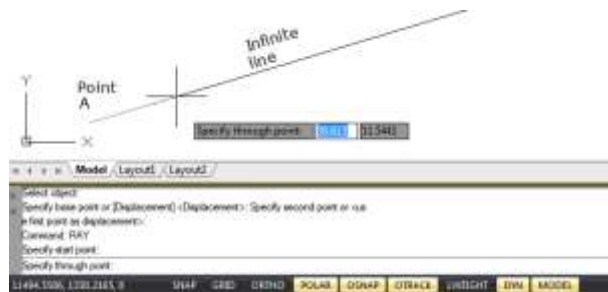 Infinite
line
Point
A
Y
X
Specify through point:
Model Layout1 Layout2
Select object:
Specify base point or [Displacement] <Displacement>: Specify second point or <us
e first point as displacement>:
Command: RAY
Specify start point:
Specify through point:
SNAP GRID ORTHO POLAR OSNAP OTRACK LWEIGHT DYN MODEL